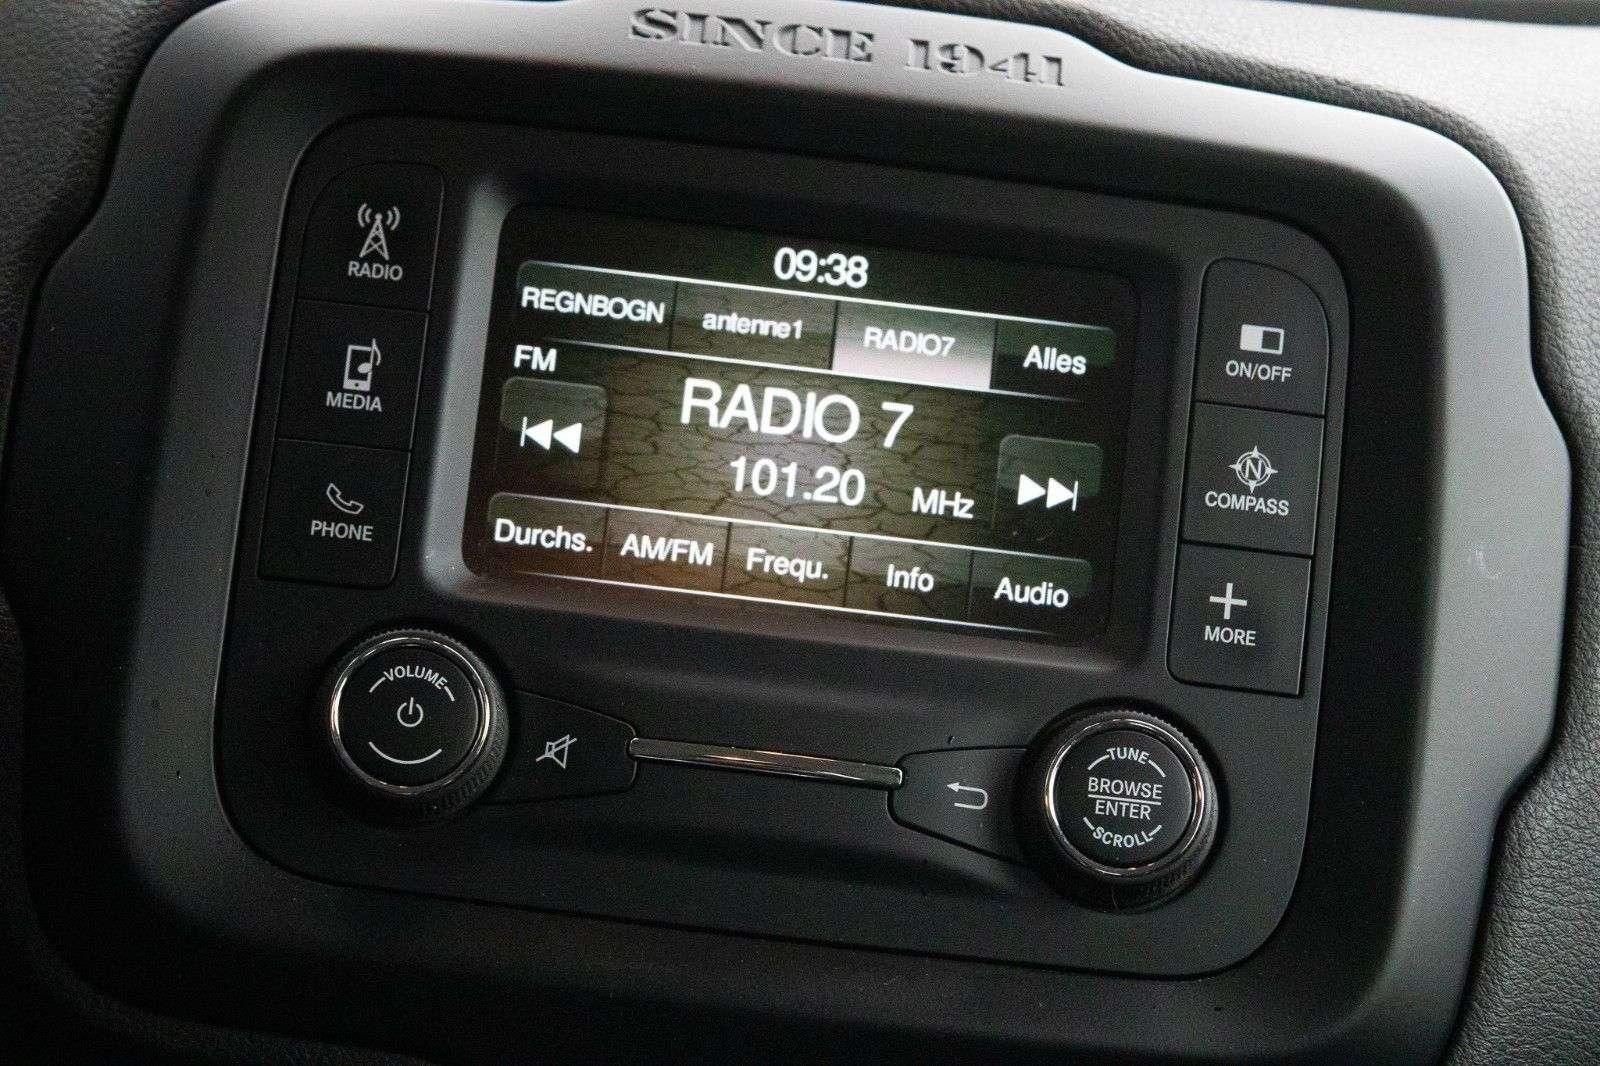 SINCE 1941
RADIO
MEDIA
PHONE
09:38
REGNBOGN antenne1 RADIO7 Alles
FM
RADIO 7
101.20 MHz
Durchs. AM/FM Frequ. Info Audio
ON/OFF
N
COMPASS
MORE
VOLUME
TUNE
BROWSE
ENTER
SCROLL